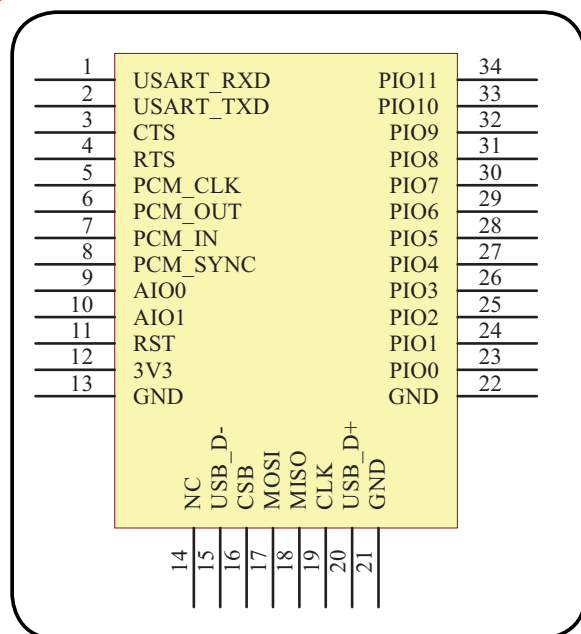 1 USART_RXD PIO11 34
2 USART_TXD PIO10 33
3 CTS PIO9 32
4 RTS PIO8 31
5 PCM_CLK PIO7 30
6 PCM_OUT PIO6 29
7 PCM_IN PIO5 28
8 PCM_SYNC PIO4 27
9 AIO0 PIO3 26
10 AIO1 PIO2 25
11 RST PIO1 24
12 3V3 PIO0 23
13 GND GND 22
NC
USB_D-
CSB
MOSI
MISO
CLK
USB_D+
GND
14
15
16
17
18
19
20
21